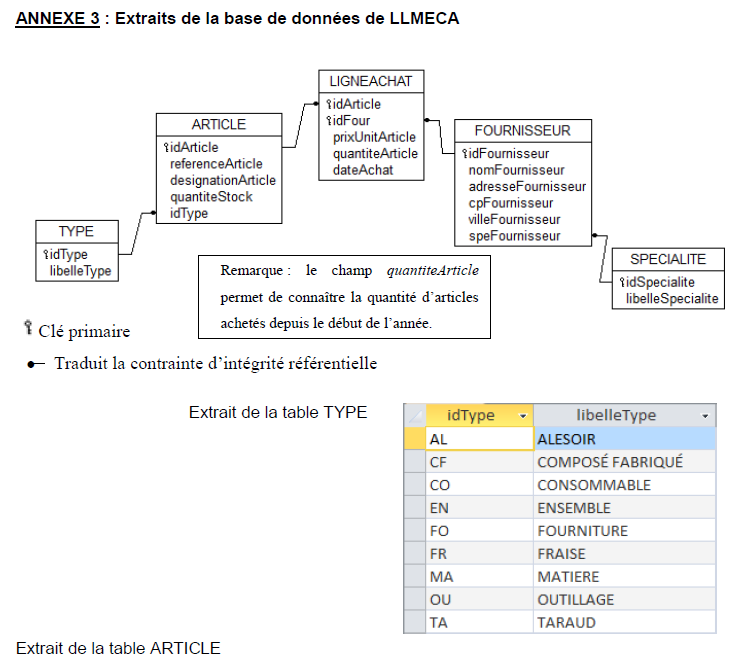 ANNEXE 3 : Extraits de la base de données de LLMECA
LIGNEACHAT
idArticle
idFour
prixUnitArticle
quantiteArticle
dateAchat
ARTICLE
idArticle
referenceArticle
designationArticle
quantiteStock
idType
FOURNISSEUR
idFournisseur
nomFournisseur
adresseFournisseur
cpFournisseur
villeFournisseur
speFournisseur
TYPE
idType
libelleType
SPECIALITE
idSpecialite
libelleSpecialite
Remarque : le champ quantiteArticle
permet de connaître la quantité d'articles
achetés depuis le début de l'année.
Clé primaire
Traduit la contrainte d'intégrité référentielle
Extrait de la table TYPE
idType libelleType
AL ALESOIR
CF COMPOSÉ FABRIQUÉ
CO CONSOMMABLE
EN ENSEMBLE
FO FOURNITURE
FR FRAISE
MA MATIERE
OU OUTILLAGE
TA TARAUD
Extrait de la table ARTICLE